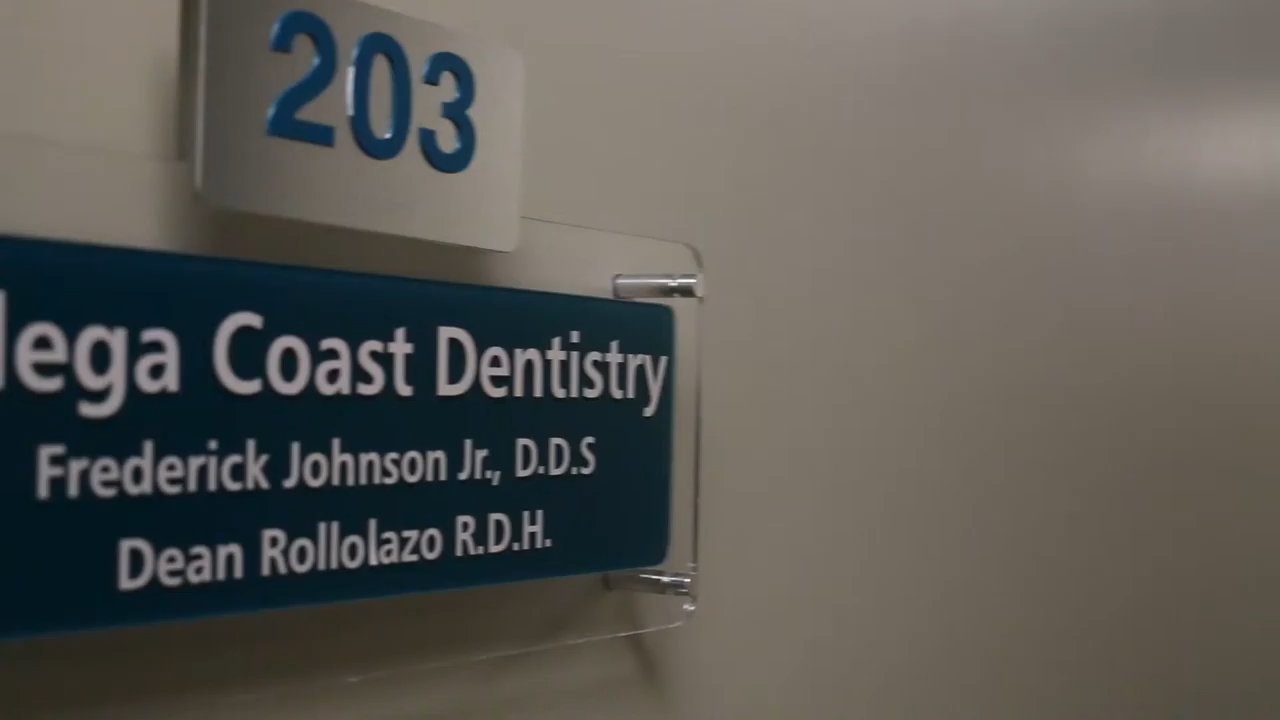 203
lega Coast Dentistry
Frederick Johnson Jr., D.D.S
Dean Rollolazo R.D.H.